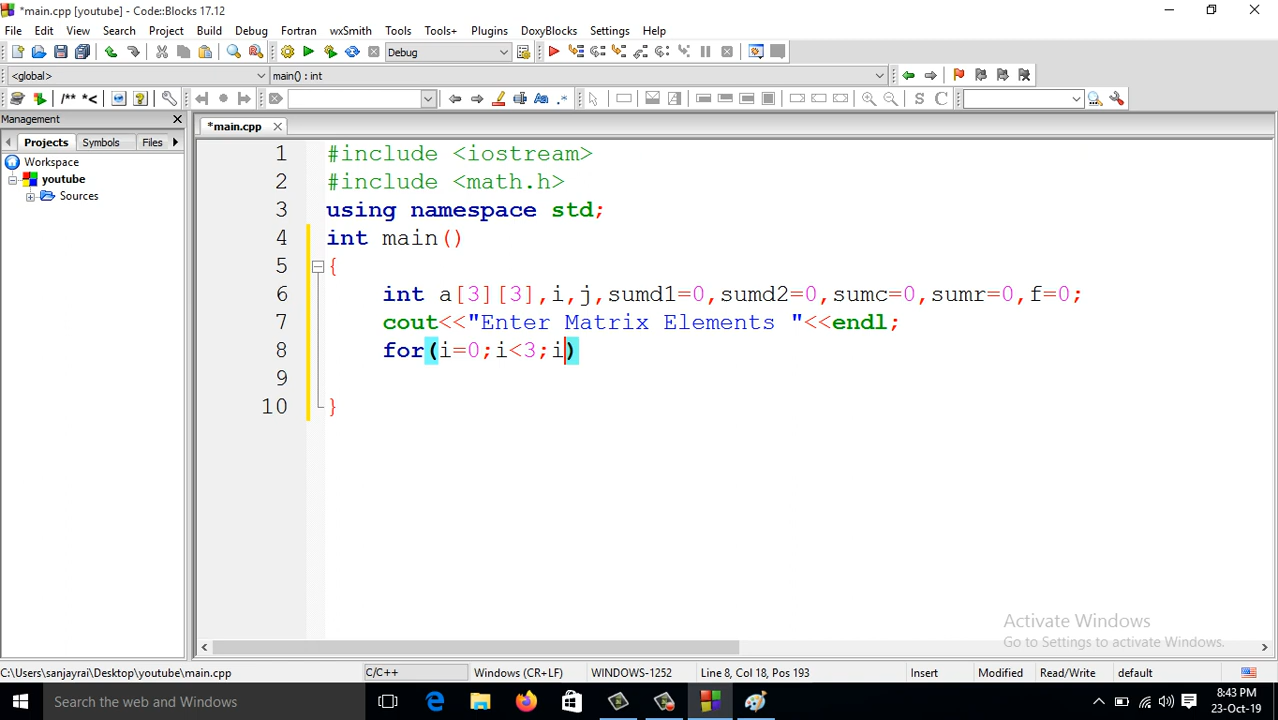 *main.cpp [youtube] - Code::Blocks 17.12
File Edit View Search Project Build Debug Fortran wxSmith Tools Tools+ Plugins DoxyBlocks Settings Help
Debug
<global> main() : int
/** *<
Aa .* S C
Management
*main.cpp
Projects Symbols Files
Workspace
youtube
Sources
1 #include <iostream>
2 #include <math.h>
3 using namespace std;
4 int main()
5 {
6 int a[3][3],i,j,sumd1=0,sumd2=0,sumc=0,sumr=0,f=0;
7 cout<<"Enter Matrix Elements "<<endl;
8 for(i=0;i<3;i)
9
10 }
Activate Windows
Go to Settings to activate Windows.
C:\Users\sanjayrai\Desktop\youtube\main.cpp C/C++ Windows (CR+LF) WINDOWS-1252 Line 8, Col 18, Pos 193 Insert Modified Read/Write default
Search the web and Windows
8:43 PM
23-Oct-19